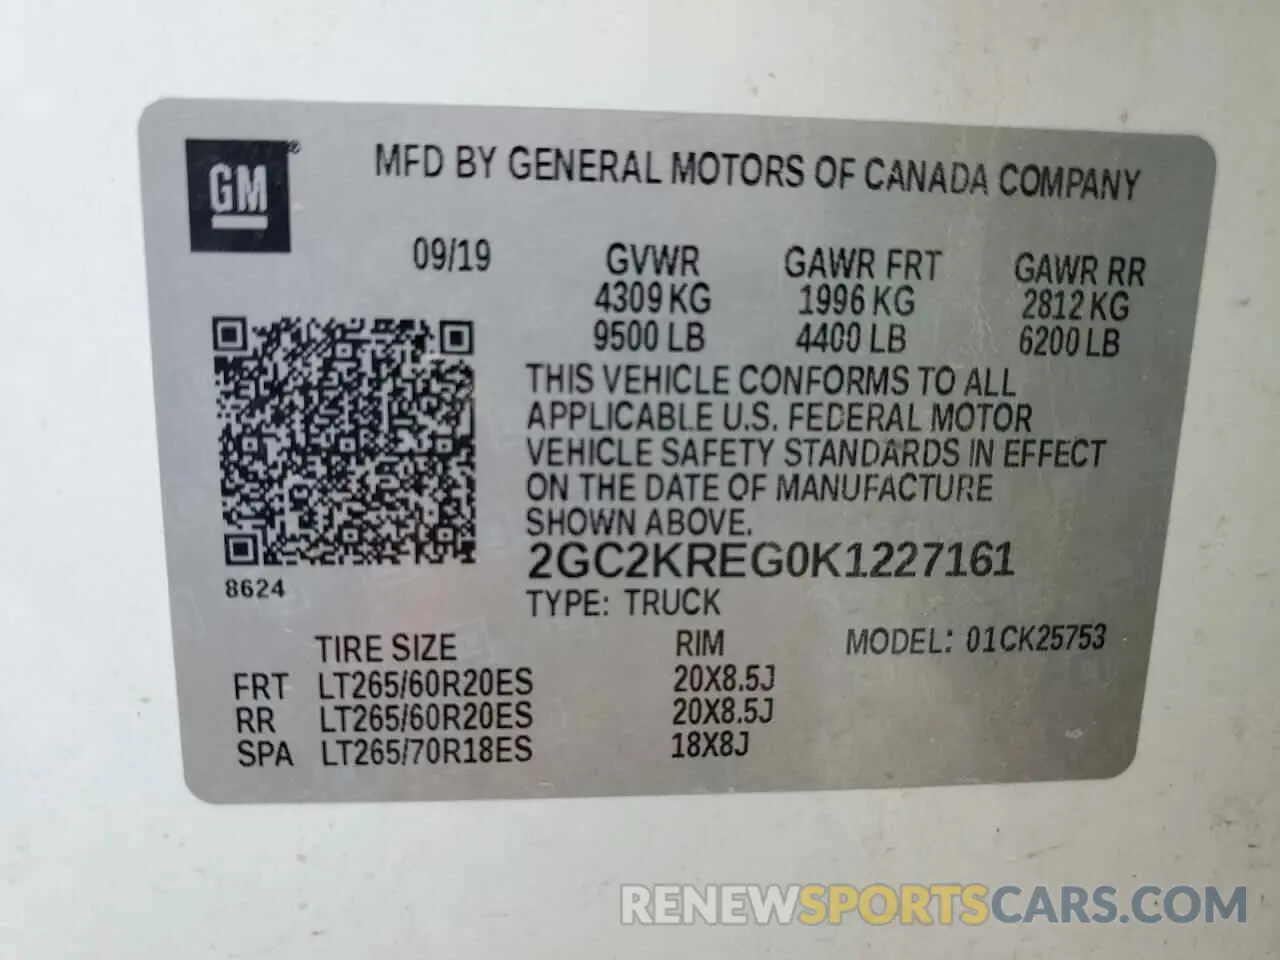 GM
MFD BY GENERAL MOTORS OF CANADA COMPANY
09/19 GVWR GAWR FRT GAWR RR
4309 KG 1996 KG 2812 KG
9500 LB 4400 LB 6200 LB
THIS VEHICLE CONFORMS TO ALL
APPLICABLE U.S. FEDERAL MOTOR
VEHICLE SAFETY STANDARDS IN EFFECT
ON THE DATE OF MANUFACTURE
SHOWN ABOVE.
2GC2KREG0K1227161
8624
TYPE: TRUCK
TIRE SIZE RIM MODEL: 01CK25753
FRT LT265/60R20ES 20X8.5J
RR LT265/60R20ES 20X8.5J
SPA LT265/70R18ES 18X8J
RENEWSPORTSCARS.COM